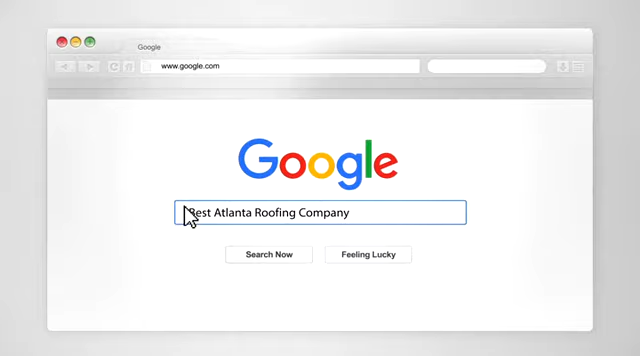 Google
www.google.com
Google
Best Atlanta Roofing Company
Search Now
Feeling Lucky